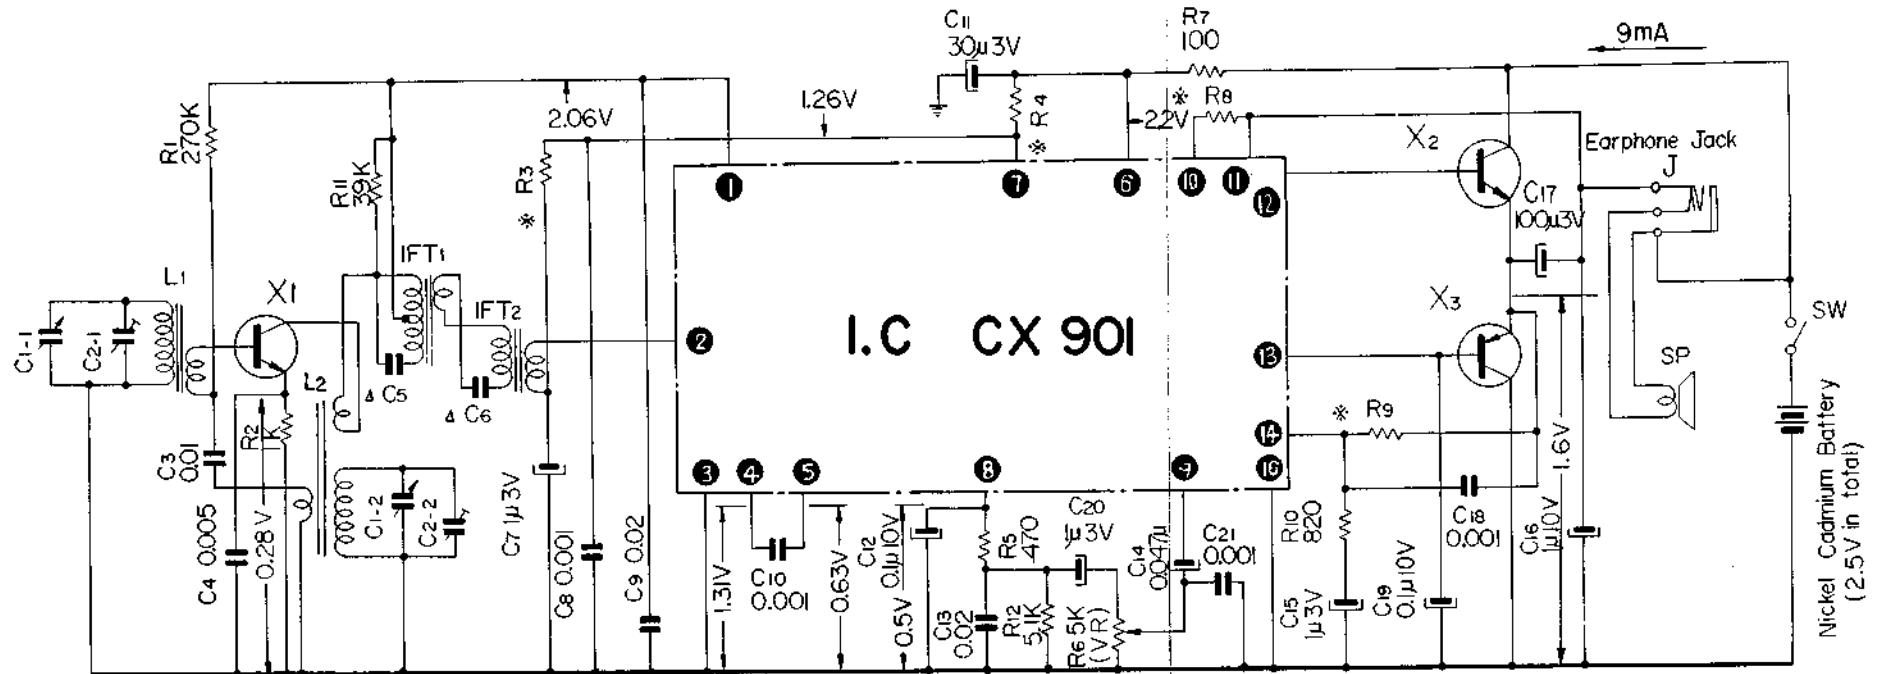 C11
30μ3V
R7
100
9mA
R1
270K
2.06V
1.26V
※ R4
2.2V
※
R8
X2
Earphone Jack
J
R11
39K
R3
※
1
7
6
10
11
12
C17
100μ3V
IFT1
L1
X1
IFT2
C1-1
C2-1
2
I.C CX 901
13
X3
SW
SP
L2
Δ C5
Δ C6
R2
1K
※ R9
14
3
4
5
8
9
16
C3
0.01
C4 0.005
0.28V
C1-2
C2-2
C7 1μ3V
C8 0.001
C9 0.02
1.31V
C10
0.001
0.63V
C12
0.1μ10V
0.5V
R5
470
C20
1μ3V
C13
0.02
R12
5.1K
R6 5K
(VR)
C14
0.047μ
C21
0.001
R10
820
C15
1μ3V
C19
0.1μ10V
C18
0.001
C16
1μ10V
1.6V
Nickel Cadmium Battery
(2.5V in total)